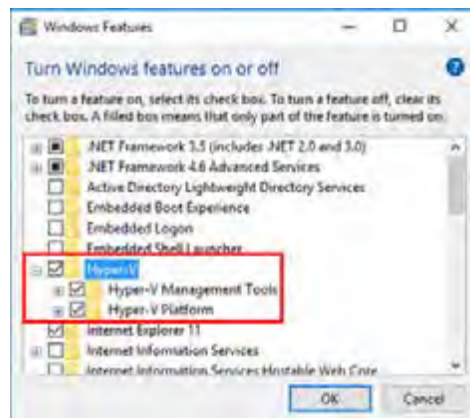 Windows Features
Turn Windows features on or off
To turn a feature on, select its check box. To turn a feature off, clear its
check box. A filled box means that only part of the feature is turned on.
.NET Framework 3.5 (includes .NET 2.0 and 3.0)
.NET Framework 4.6 Advanced Services
Active Directory Lightweight Directory Services
Embedded Boot Experience
Embedded Logon
Embedded Shell Launcher
Hyper-V
Hyper-V Management Tools
Hyper-V Platform
Internet Explorer 11
Internet Information Services
Internet Information Services Hostable Web Core
OK
Cancel